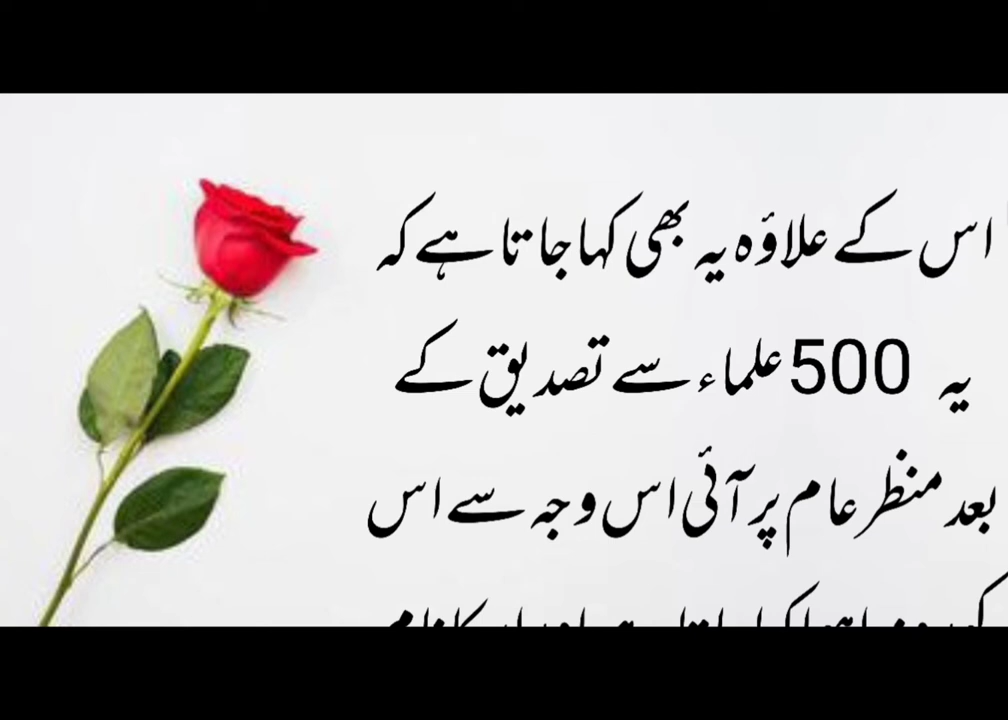 اس کے علاؤہ یہ بھی کہا جاتا ہے کہ
یہ 500 علماء سے تصدیق کے
بعد منظر عام پر آئی اس وجہ سے اس